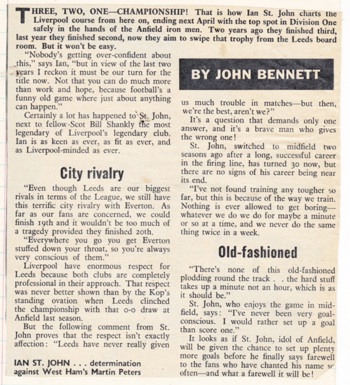 THREE, TWO, ONE—CHAMPIONSHIP! That is how Ian St. John charts the
Liverpool course from here on, ending next April with the top spot in Division One
safely in the hands of the Anfield iron men. Two years ago they finished third,
last year they finished second, now they aim to swipe that trophy from the Leeds board
room. But it won't be easy.
"Nobody's getting over-confident about
this," says Ian, "but in view of the last two
years I reckon it must be our turn for the
title now. Not that you can do much more
than work and hope, because football's a
funny old game where just about anything
can happen."
Certainly a lot has happened to St. John,
next to fellow-Scot Bill Shankly the most
legendary of Liverpool's legendary club.
Ian is as keen as ever, as fit as ever, and
as Liverpool-minded as ever.
City rivalry
"Even though Leeds are our biggest
rivals in terms of the League, we still have
this terrific city rivalry with Everton. As
far as our fans are concerned, we could
finish 19th and it wouldn't be too much of
a tragedy provided they finished 20th.
"Everywhere you go you get Everton
stuffed down your throat, so you're always
very conscious of them."
Liverpool have enormous respect for
Leeds because both clubs are completely
professional in their approach. That respect
was never better shown than by the Kop's
standing ovation when Leeds clinched
the championship with that 0-0 draw at
Anfield last season.
But the following comment from St.
John proves that the respect isn't exactly
affection: "Leeds have never really given
IAN ST. JOHN . . . determination
against West Ham's Martin Peters
BY JOHN BENNETT
us much trouble in matches—but then,
we're the best, aren't we?"
It's a question that demands only one
answer, and it's a brave man who gives
the wrong one!
St. John, switched to midfield two
seasons ago after a long, successful career
in the firing line, has turned 30 now, but
there are no signs of his career being near
its end.
"I've not found training any tougher so
far, but this is because of the way we train.
Nothing is ever allowed to get boring—
whatever we do we do for maybe a minute
or so at a time, and we never do the same
thing twice in a week.
Old-fashioned
"There's none of this old-fashioned
plodding round the track . . the hard stuff
takes up a minute not an hour, which is as
it should be."
St. John, who enjoys the game in mid-
field, says: "I've never been very goal-
conscious. I would rather set up a goal
than score one."
It looks as if St. John, idol of Anfield,
will be given the chance to set up plenty
more goals before he finally says farewell
to the fans who have chanted his name so
often—and what a farewell it will be!